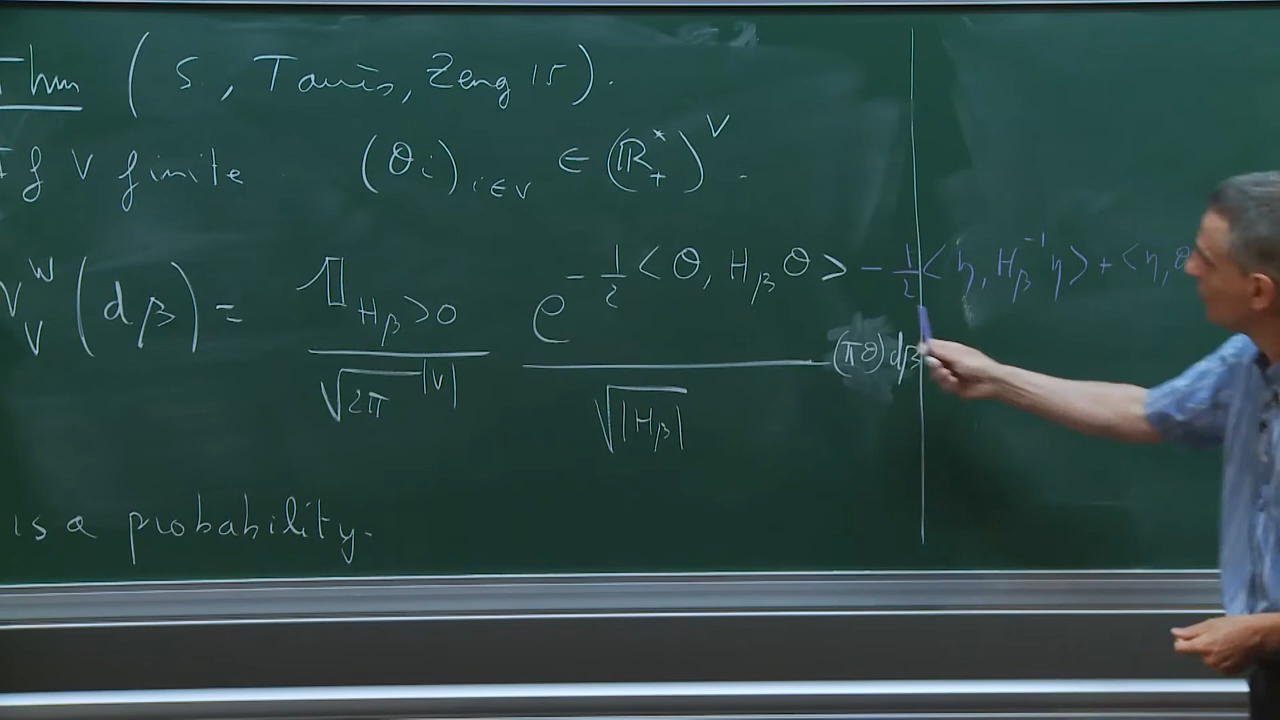 Thm (S., Tarrès, Zeng 15).
If V finite (θi)i∈V ∈ (ℝ*₊)^V.
ν_V^W (dβ) = 𝟙_{H_β>0} / √2π^{|V|} · e^{-½<θ, H_β θ> - ½<η, H_β^{-1} η> + <η, θ} / √|H_β| (πθ) dβ
is a probability.